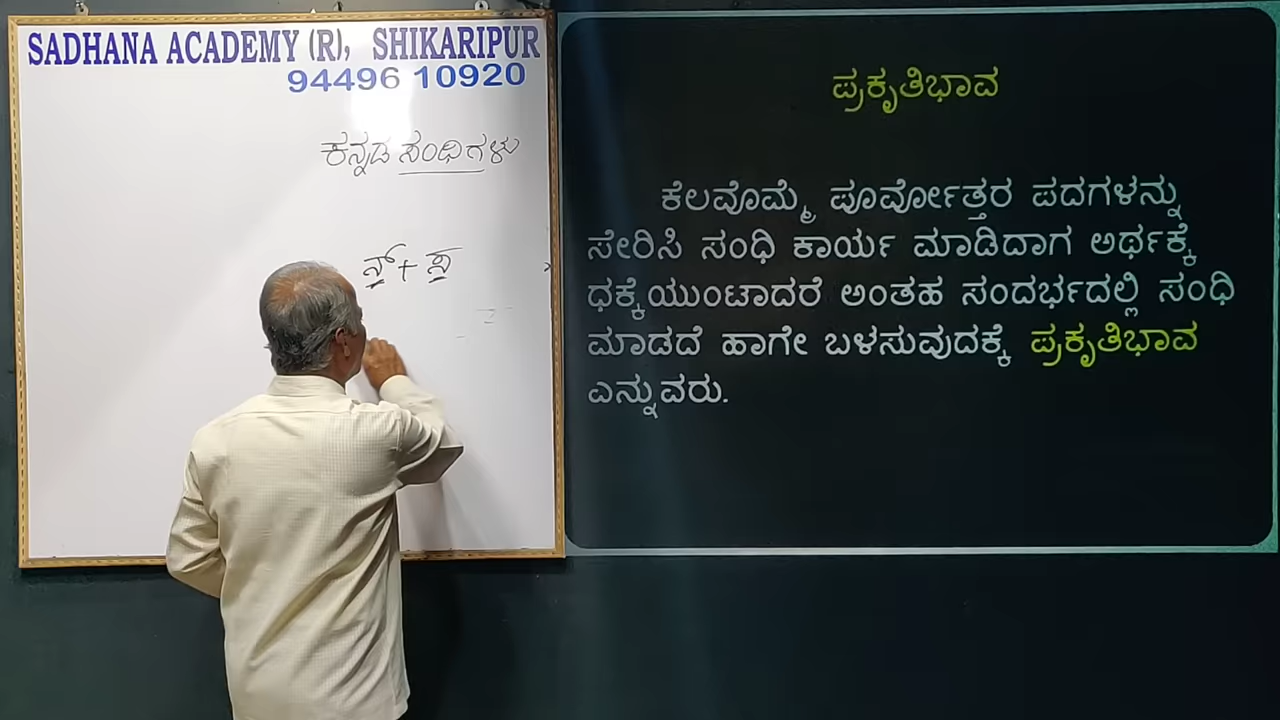 SADHANA ACADEMY (R), SHIKARIPUR
94496 10920
ಕನ್ನಡ ಸಂಧಿಗಳು
ಪ್ರಕೃತಿಭಾವ
ಕೆಲವೊಮ್ಮೆ ಪೂರ್ವೋತ್ತರ ಪದಗಳನ್ನು
ಸೇರಿಸಿ ಸಂಧಿ ಕಾರ್ಯ ಮಾಡಿದಾಗ ಅರ್ಥಕ್ಕೆ
ಧಕ್ಕೆಯುಂಟಾದರೆ ಅಂತಹ ಸಂದರ್ಭದಲ್ಲಿ ಸಂಧಿ
ಮಾಡದೆ ಹಾಗೇ ಬಳಸುವುದಕ್ಕೆ ಪ್ರಕೃತಿಭಾವ
ಎನ್ನುವರು.